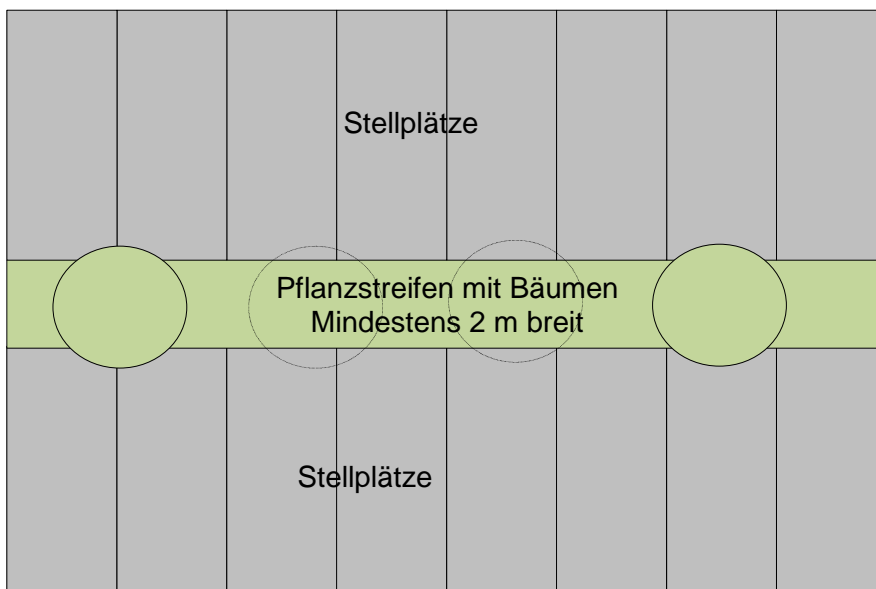 Stellplätze
Pflanzstreifen mit Bäumen
Mindestens 2 m breit
Stellplätze